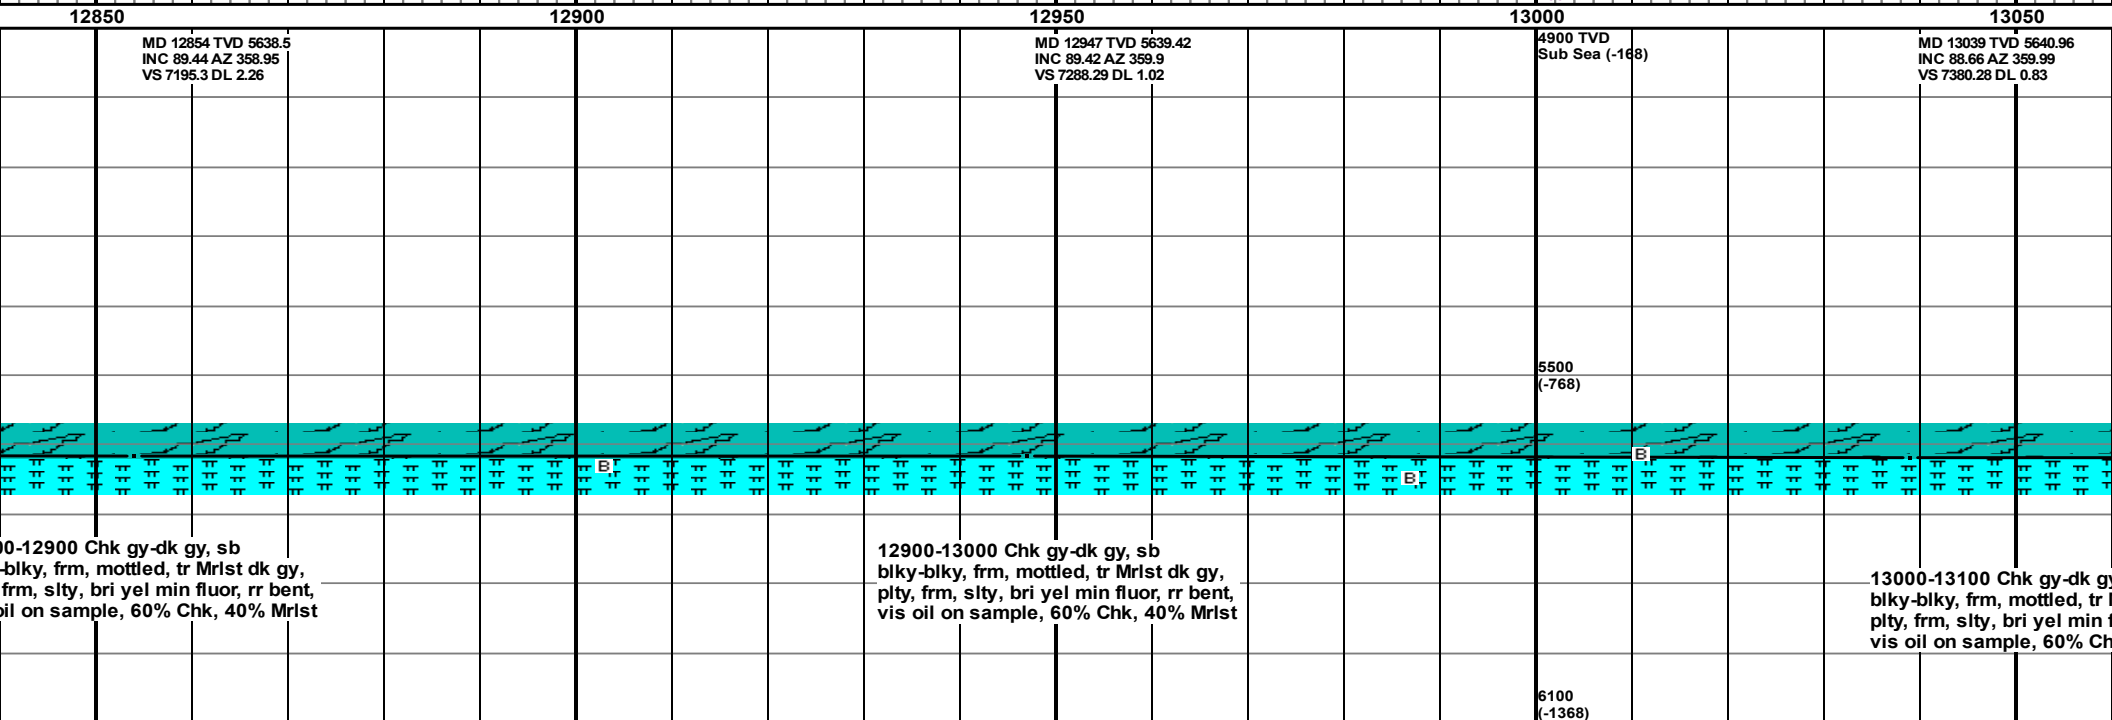 12850 12900 12950 13000 13050
MD 12854 TVD 5638.5
INC 89.44 AZ 358.95
VS 7195.3 DL 2.26
MD 12947 TVD 5639.42
INC 89.42 AZ 359.9
VS 7288.29 DL 1.02
4900 TVD
Sub Sea (-168)
MD 13039 TVD 5640.96
INC 88.66 AZ 359.99
VS 7380.28 DL 0.83
5500
(-768)
B
B
B
00-12900 Chk gy-dk gy, sb
-blky, frm, mottled, tr Mrlst dk gy,
frm, slty, bri yel min fluor, rr bent,
oil on sample, 60% Chk, 40% Mrlst
12900-13000 Chk gy-dk gy, sb
blky-blky, frm, mottled, tr Mrlst dk gy,
plty, frm, slty, bri yel min fluor, rr bent,
vis oil on sample, 60% Chk, 40% Mrlst
13000-13100 Chk gy-dk gy
blky-blky, frm, mottled, tr
plty, frm, slty, bri yel min
vis oil on sample, 60% Ch
6100
(-1368)